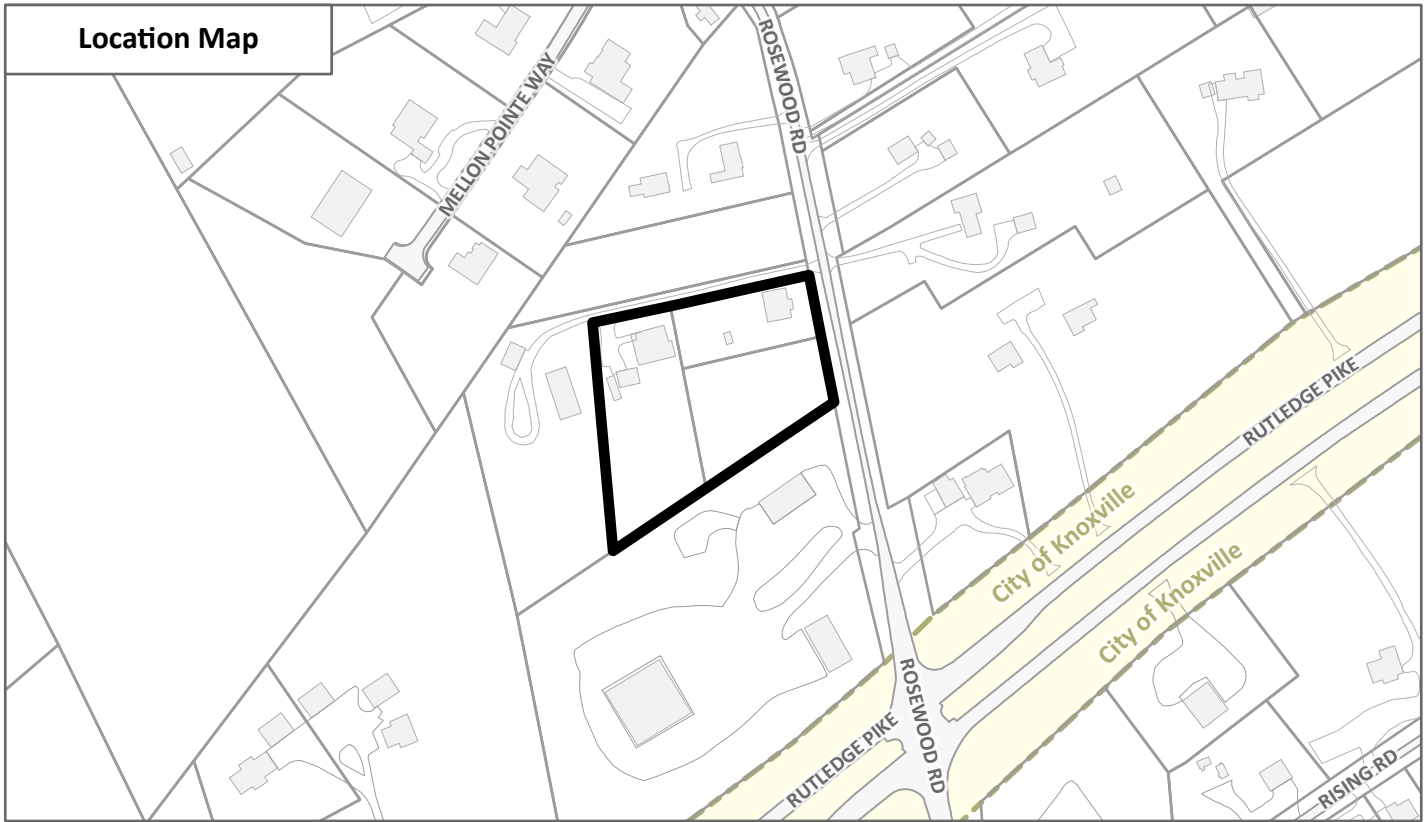 Location Map
MELLON POINTE WAY
ROSEWOOD RD
RUTLEDGE PIKE
City of Knoxville
City of Knoxville
ROSEWOOD RD
RUTLEDGE PIKE
RISING RD